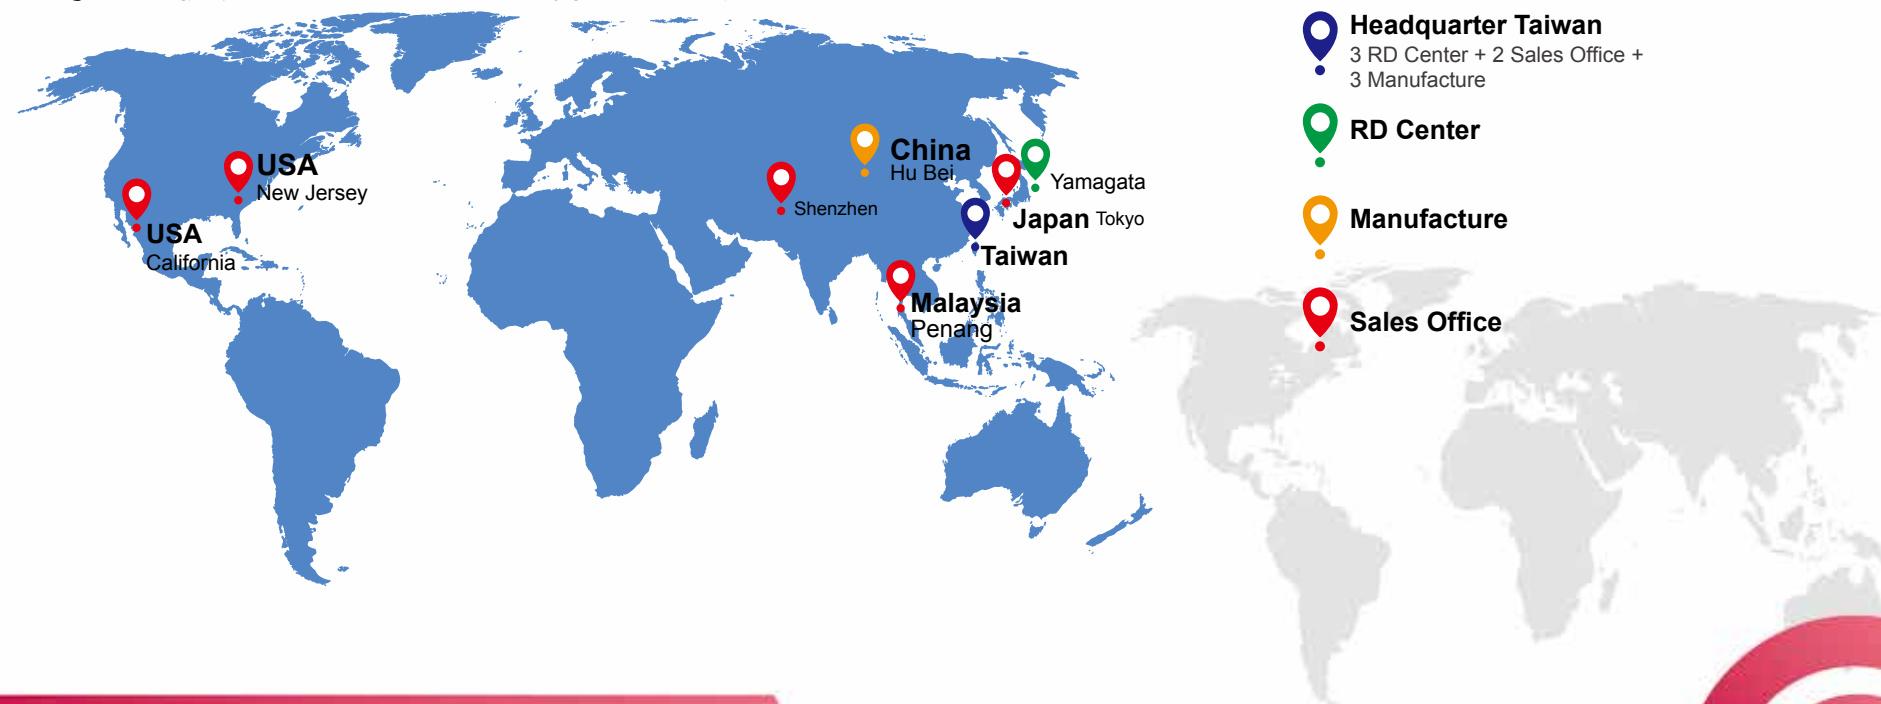 USA
New Jersey
USA
California
China
Hu Bei
Shenzhen
Yamagata
Japan Tokyo
Taiwan
Malaysia
Penang
Headquarter Taiwan
3 RD Center + 2 Sales Office +
3 Manufacture
RD Center
Manufacture
Sales Office